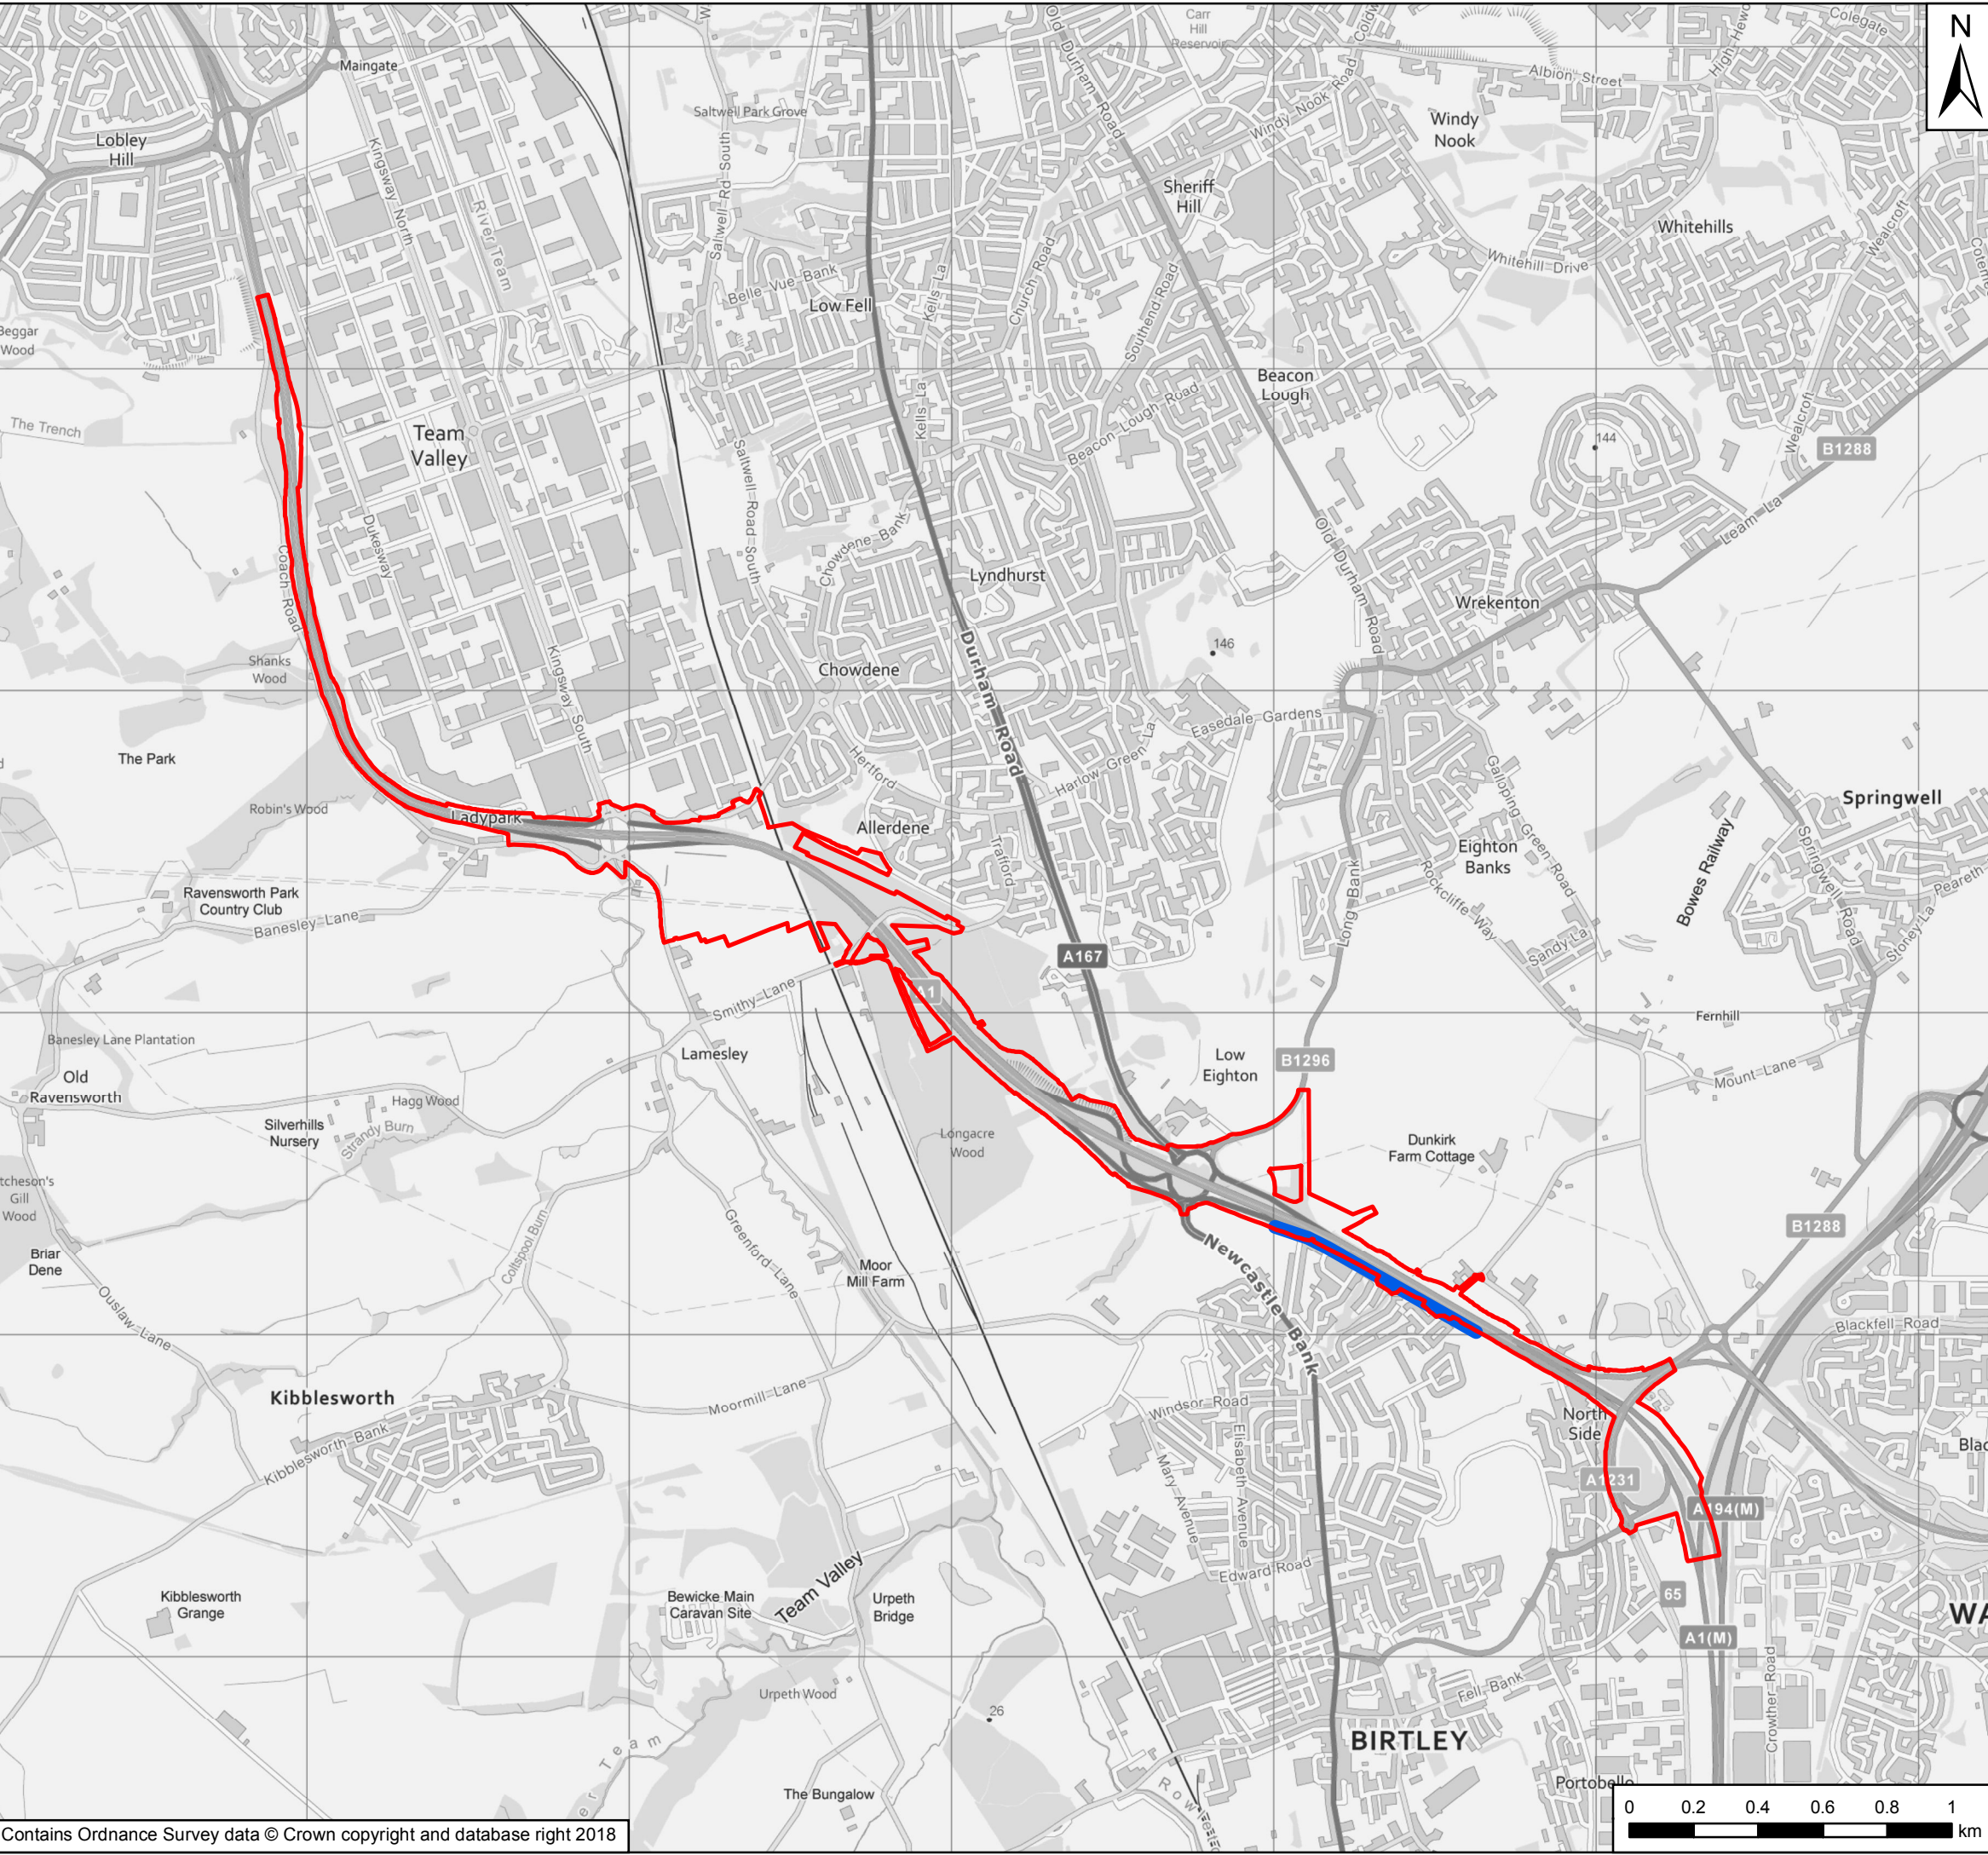 N
Maingate
Carr
Hill
Reservoir
Old Durham Road
Colegate
Albion Street
Saltwell Park Grove
Windy Nook Road
Windy
Nook
Lobley
Hill
Kingsway North
River Team
Saltwell Rd South
Sheriff
Hill
Whitehills
Wealcroft
Whitehill Drive
Belle Vue Bank
Low Fell
Kells La
Church Road
Southend Road
Beggar
Wood
Beacon
Lough
Kells La
Beacon Lough Road
The Trench
Team
Valley
Saltwell Road South
144
Wealcroft
B1288
Leam La
Dukesway
Coach Road
Chowdene Bank
Lyndhurst
Old Durham Road
Wrekenton
Shanks
Wood
Chowdene
Durham Road
146
Kingsway South
Easedale Gardens
The Park
Hertford
Harlow Green La
Galloping Green Road
Springwell
Robin's Wood
Ladypark
Allerdene
Trafford
Eighton
Banks
Bowes Railway
Springwell Road
Ravensworth Park
Country Club
Banesley Lane
Long Bank
Rockcliffe Way
Sandy La
Stoney La
Peareth
A167
A1
Smithy Lane
Fernhill
Banesley Lane Plantation
Lamesley
Low
Eighton
B1296
Mount Lane
Old
Ravensworth
Hagg Wood
Silverhills
Nursery
Strandy Burn
Longacre
Wood
Dunkirk
Farm Cottage
Gill
Wood
Briar
Dene
Coltspool Burn
Greenford Lane
Moor
Mill Farm
Newcastle Bank
B1288
Ouslaw Lane
Blackfell Road
Kibblesworth
Moormill Lane
Windsor Road
North
Side
Kibblesworth Bank
Mary Avenue
Elisabeth Avenue
A1231
A194(M)
Edward Road
Kibblesworth
Grange
Bewicke Main
Caravan Site
Team Valley
Urpeth
Bridge
65
A1(M)
Crowther Road
Urpeth Wood
26
Fell Bank
BIRTLEY
The Bungalow
Portobello
0 0.2 0.4 0.6 0.8 1
km
Contains Ordnance Survey data © Crown copyright and database right 2018